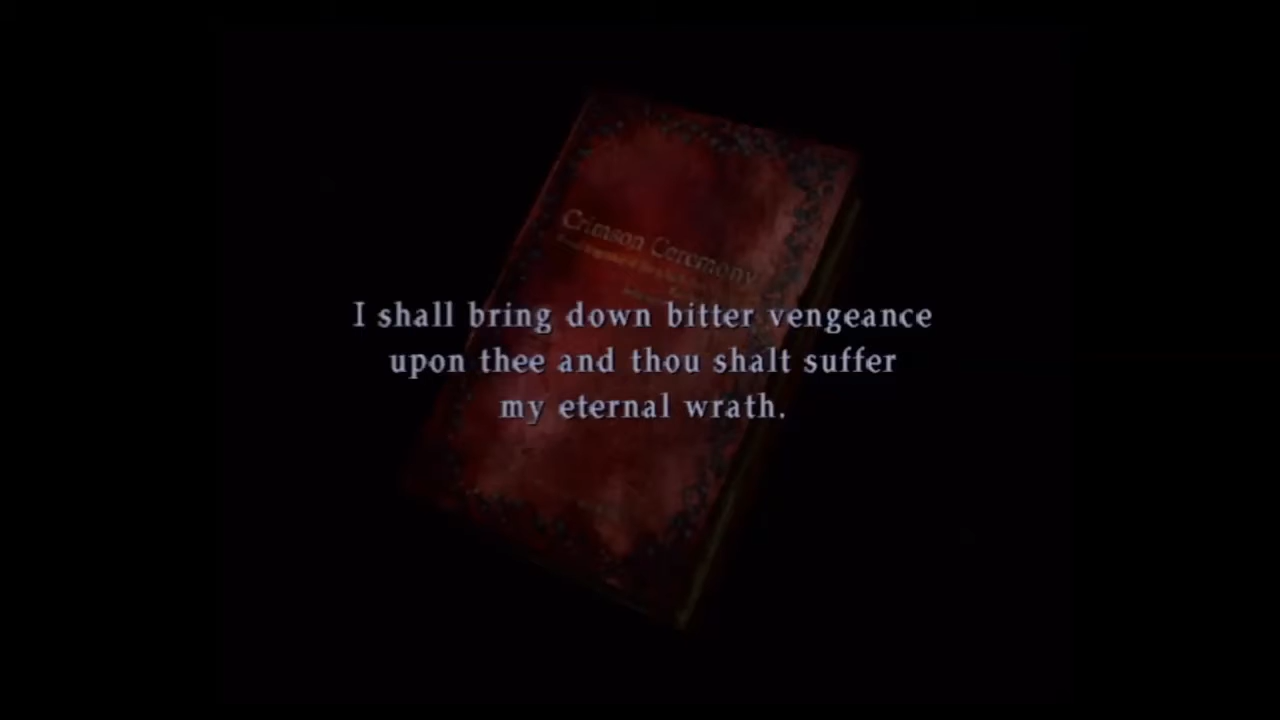 Crimson Ceremony
I shall bring down bitter vengeance
upon thee and thou shalt suffer
my eternal wrath.